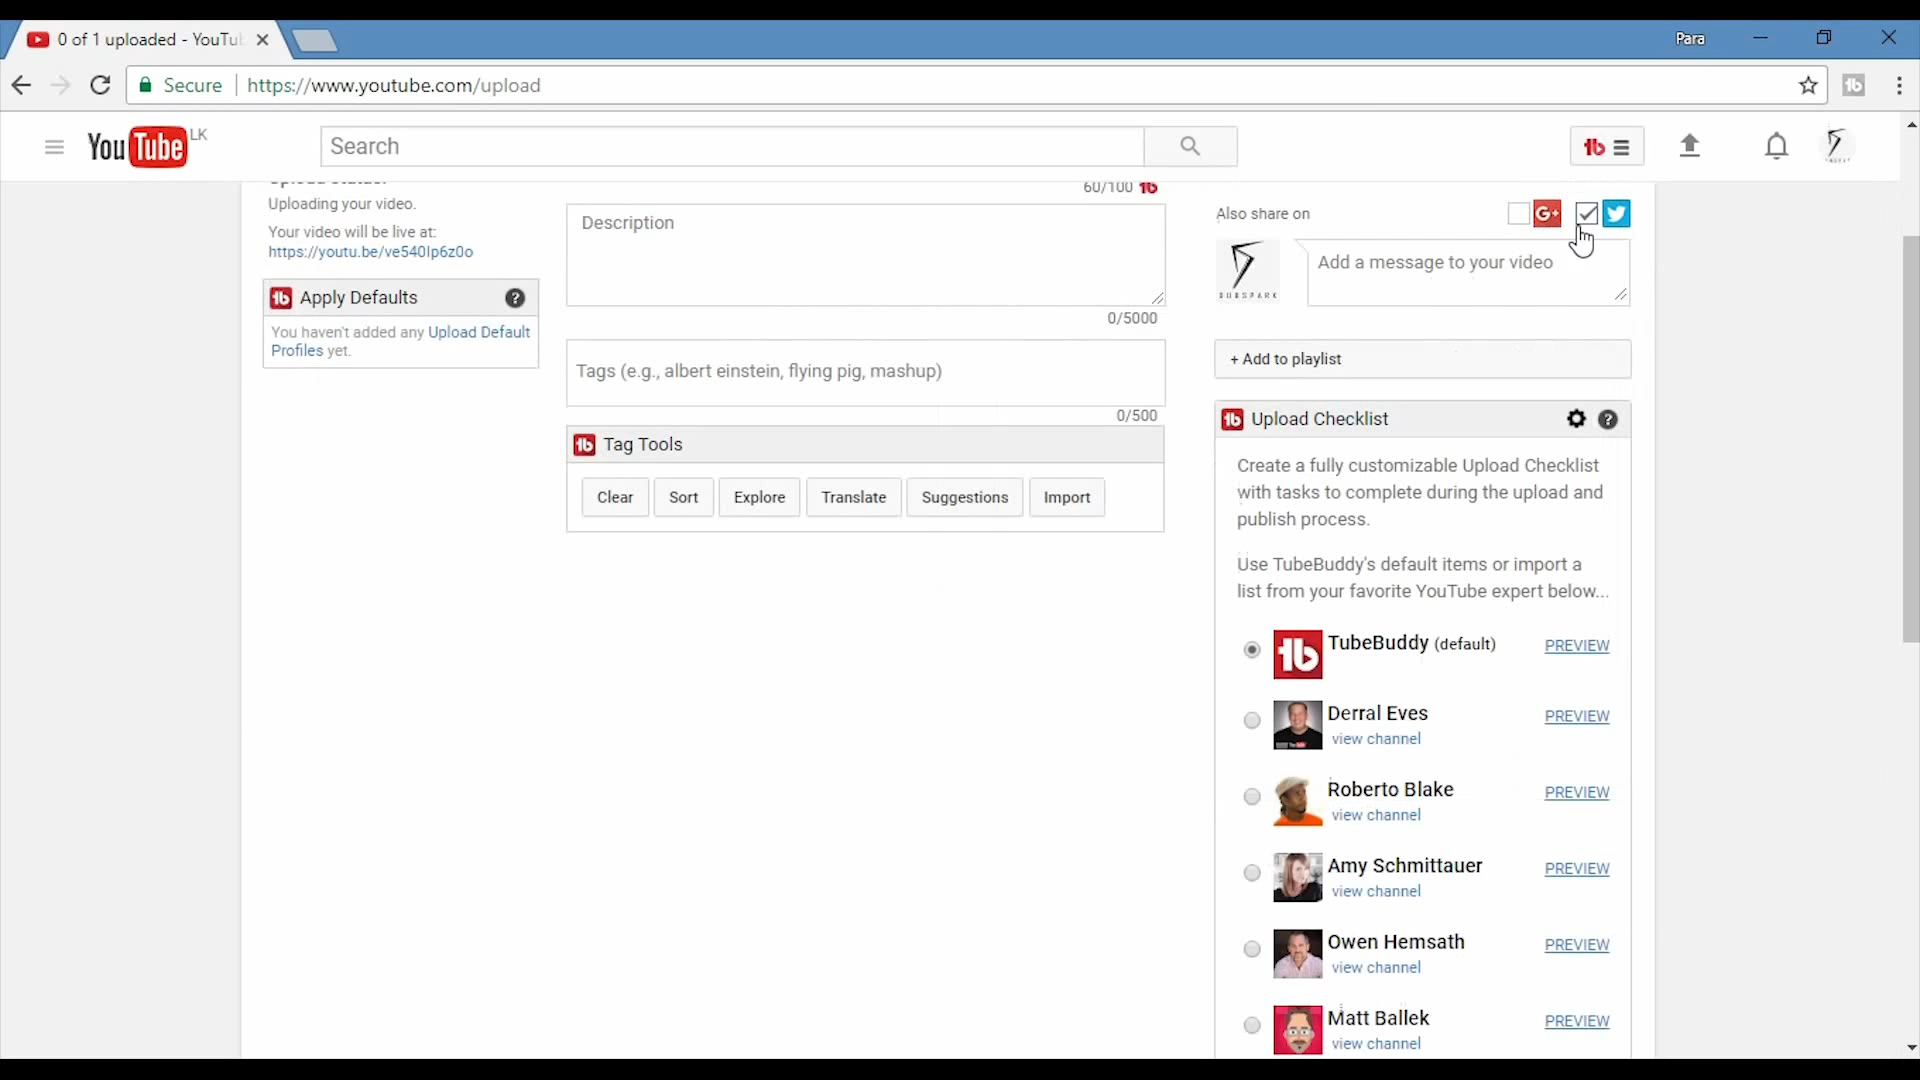 0 of 1 uploaded - YouTu
Para
Secure
https://www.youtube.com/upload
YouTube LK
Search
60/100
Uploading your video.
Your video will be live at:
https://youtu.be/ve540Ip6z0o
Apply Defaults
You haven't added any Upload Default
Profiles yet.
Description
0/5000
Tags (e.g., albert einstein, flying pig, mashup)
0/500
Tag Tools
Clear
Sort
Explore
Translate
Suggestions
Import
Also share on
G+
DUBSPARK
Add a message to your video
+ Add to playlist
Upload Checklist
Create a fully customizable Upload Checklist
with tasks to complete during the upload and
publish process.
Use TubeBuddy's default items or import a
list from your favorite YouTube expert below...
TubeBuddy (default)
PREVIEW
Derral Eves
PREVIEW
view channel
Roberto Blake
PREVIEW
view channel
Amy Schmittauer
PREVIEW
view channel
Owen Hemsath
PREVIEW
view channel
Matt Ballek
PREVIEW
view channel